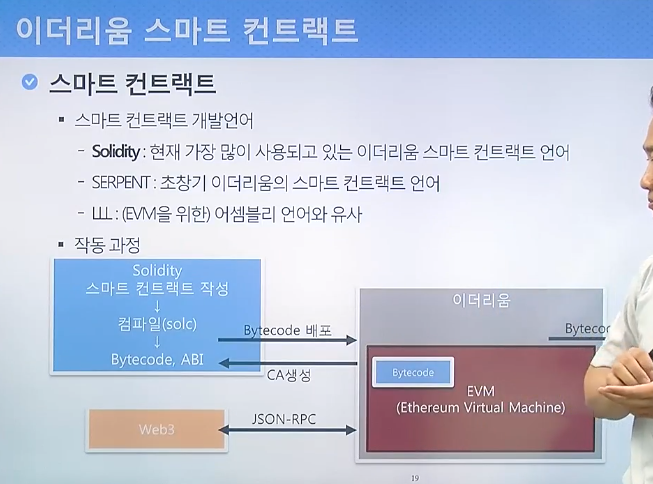 이더리움 스마트 컨트랙트
스마트 컨트랙트
▪ 스마트 컨트랙트 개발언어
- Solidity : 현재 가장 많이 사용되고 있는 이더리움 스마트 컨트랙트 언어
- SERPENT : 초창기 이더리움의 스마트 컨트랙트 언어
- LLL : (EVM을 위한) 어셈블리 언어와 유사
▪ 작동 과정
Solidity
스마트 컨트랙트 작성
↓
컴파일(solc)
↓
Bytecode, ABI
Bytecode 배포
CA생성
이더리움
Bytecode
EVM
(Ethereum Virtual Machine)
Web3
JSON-RPC
19